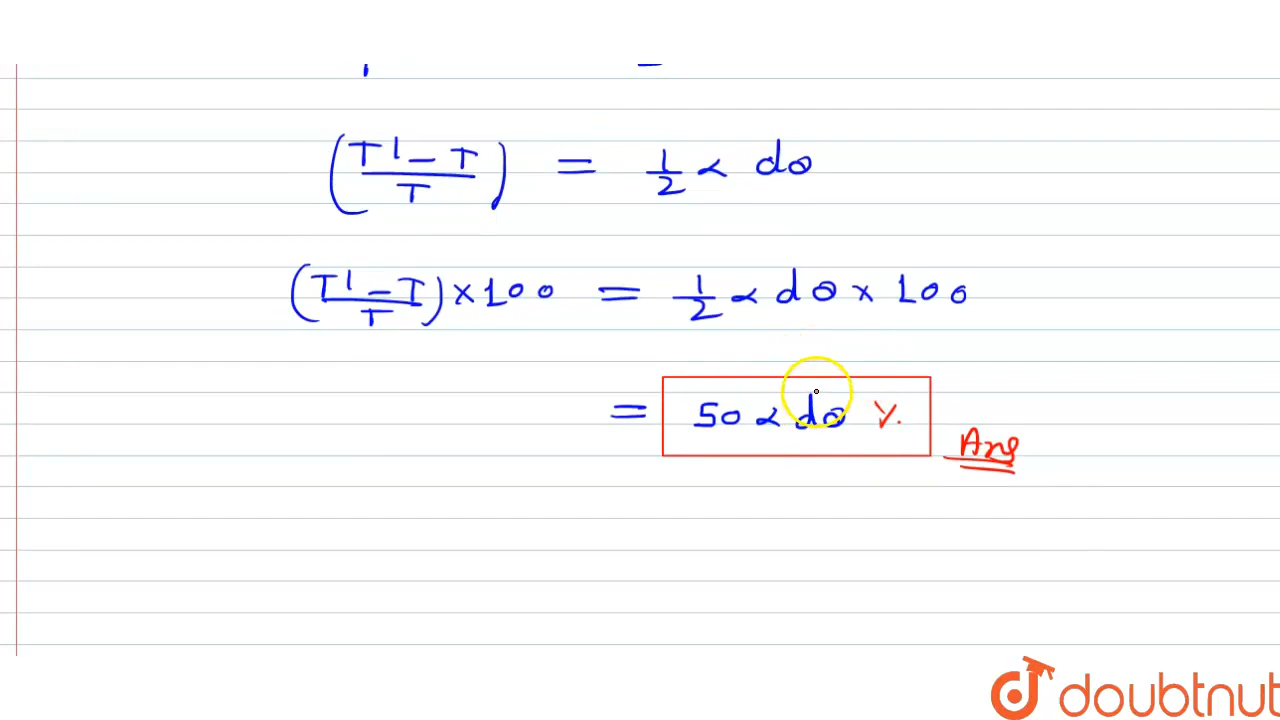 (T' - T / T) = 1/2 α dθ
(T' - T / T) × 100 = 1/2 α dθ × 100
= 50 α dθ %
Ans
doubtnut